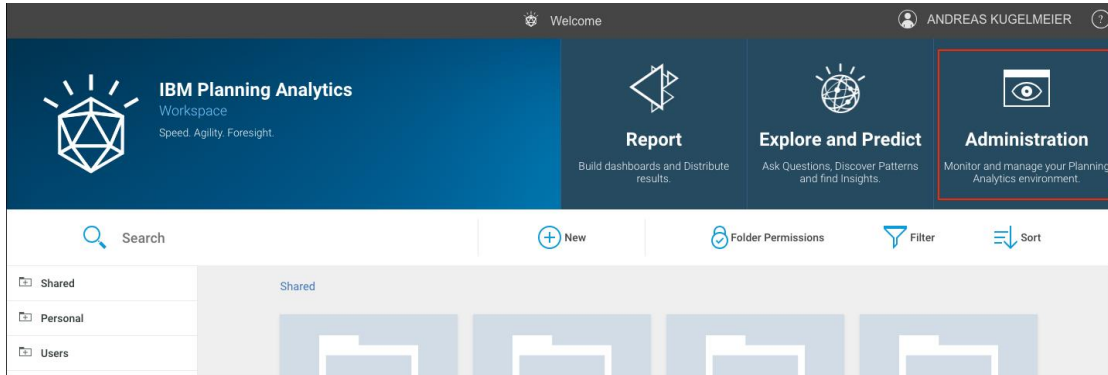 Welcome
ANDREAS KUGELMEIER
?
IBM Planning Analytics
Workspace
Speed. Agility. Foresight.
Report
Build dashboards and Distribute
results.
Explore and Predict
Ask Questions, Discover Patterns
and find Insights.
Administration
Monitor and manage your Planning
Analytics environment.
Search
New
Folder Permissions
Filter
Sort
Shared
Personal
Users
Shared